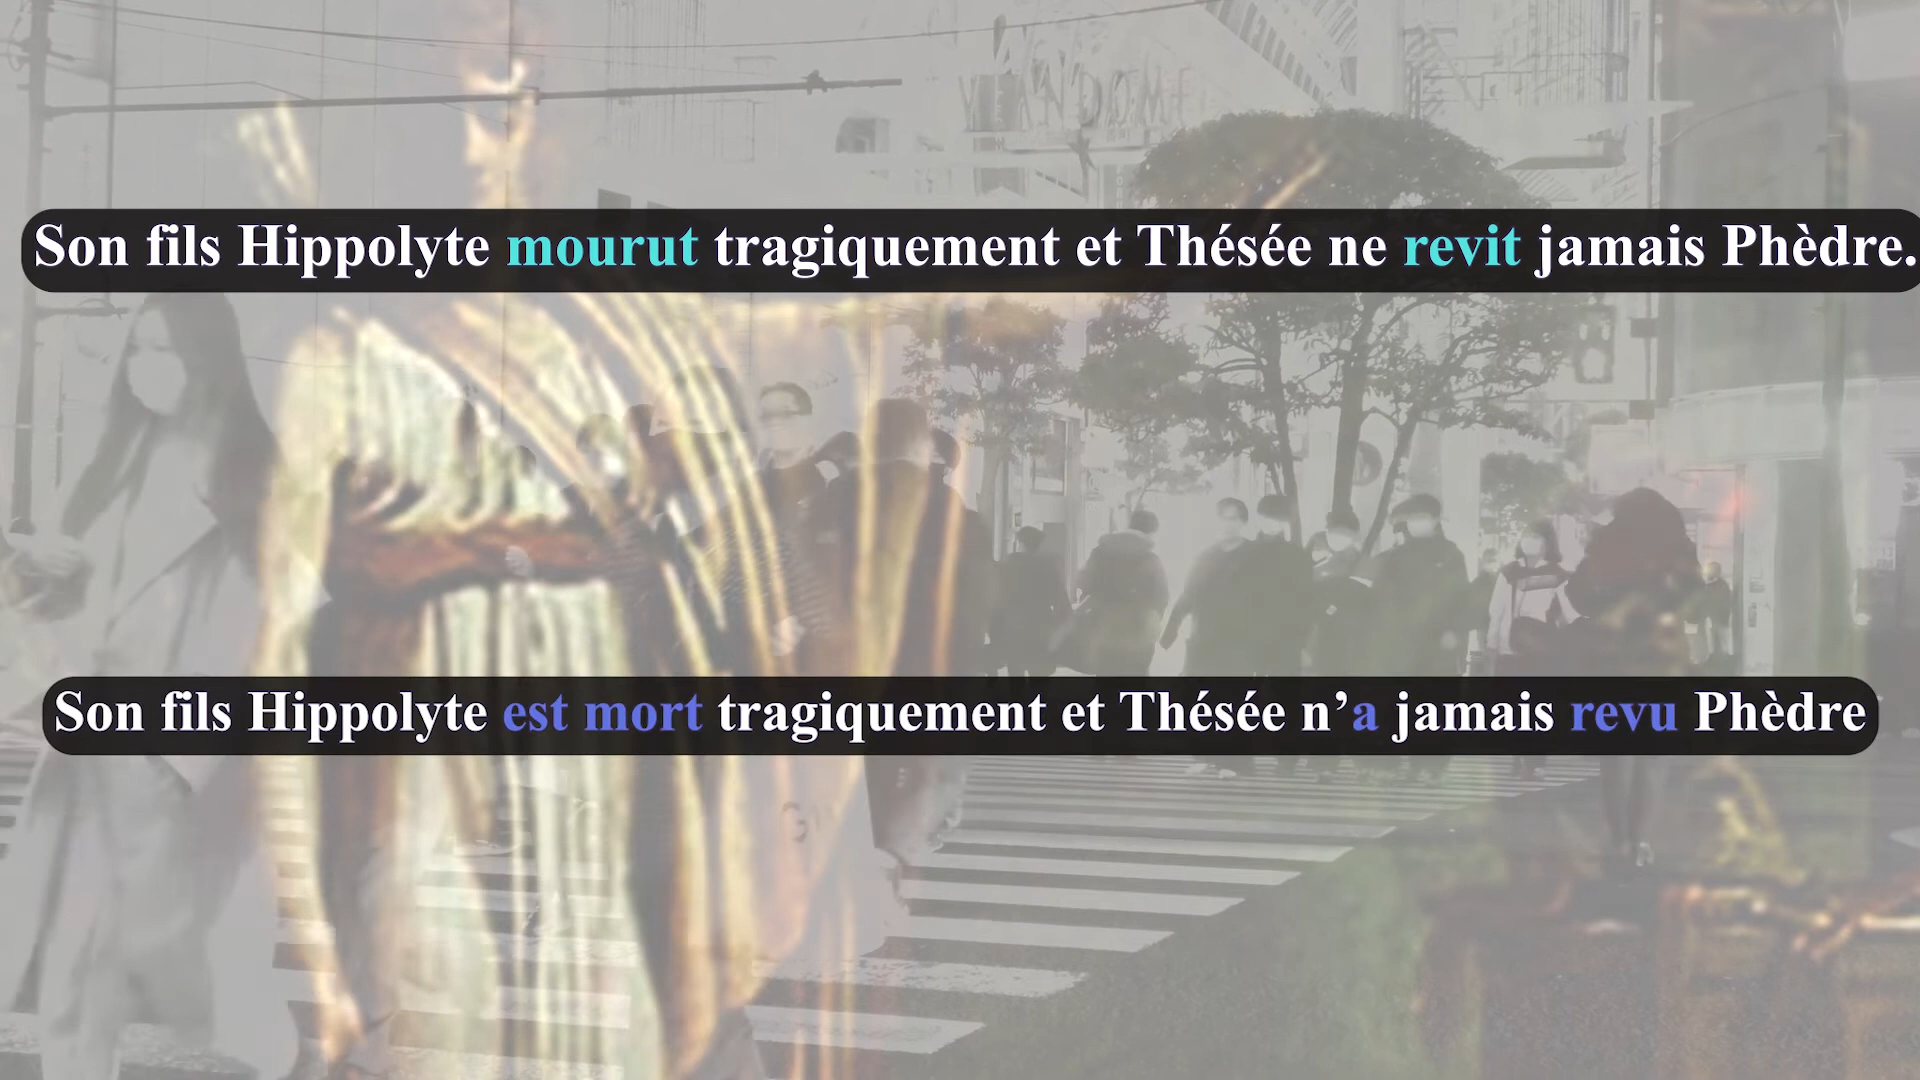 Son fils Hippolyte mourut tragiquement et Thésée ne revit jamais Phèdre.
Son fils Hippolyte est mort tragiquement et Thésée n’a jamais revu Phèdre